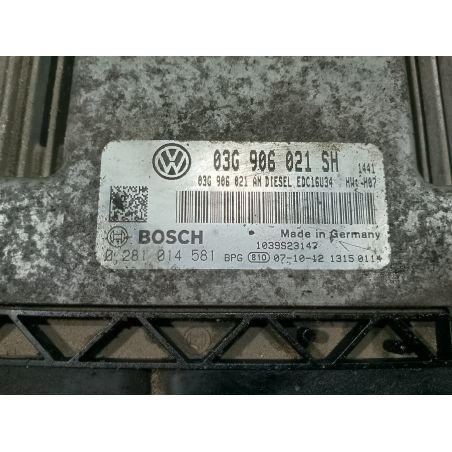 03G 906 021 SH 1441
03G 906 021 AN DIESEL EDC16U34 HW:-H07
BOSCH Made in Germany
1039S23147
0 281 014 581 BPG 810 07-10-12 1315 0114